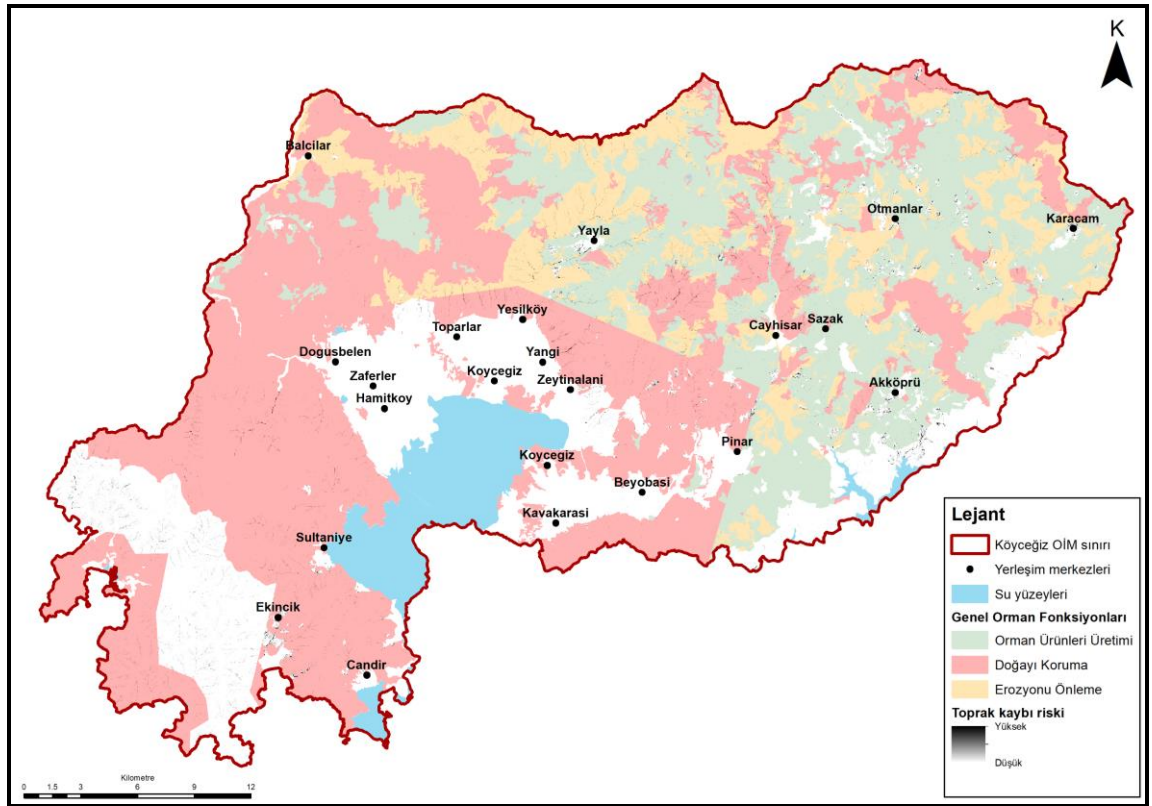 K
Balcilar
Otmanlar
Karacam
Yayla
Yesilköy
Toparlar
Cayhisar
Sazak
Dogusbelen
Yangi
Koycegiz
Zaferler
Zeytinalani
Akköprü
Hamitkoy
Pinar
Koycegiz
Beyobasi
Kavakarasi
Sultaniye
Ekincik
Candir
Lejant
Köyceğiz OİM sınırı
Yerleşim merkezleri
Su yüzeyleri
Genel Orman Fonksiyonları
Orman Ürünleri Üretimi
Doğayı Koruma
Erozyonu Önleme
Toprak kaybı riski
Yüksek
Düşük
Kilometre
0 1.5 3 6 9 12